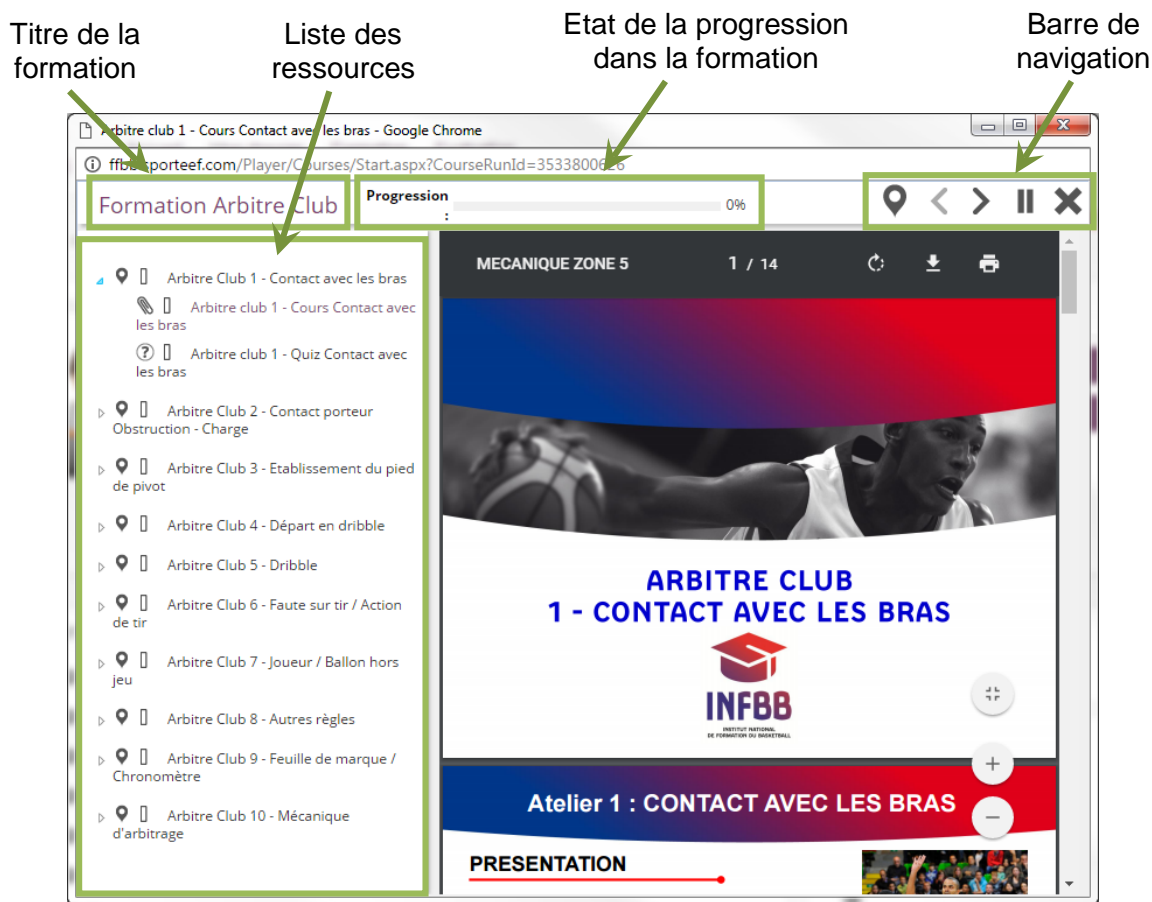 Titre de la
formation
Liste des
ressources
Etat de la progression
dans la formation
Barre de
navigation
Arbitre club 1 - Cours Contact avec les bras - Google Chrome
ffbb.sporteef.com/Player/Courses/Start.aspx?CourseRunId=3533800626
Formation Arbitre Club
Progression
:
0%
Arbitre Club 1 - Contact avec les bras
Arbitre club 1 - Cours Contact avec
les bras
Arbitre club 1 - Quiz Contact avec
les bras
Arbitre Club 2 - Contact porteur
Obstruction - Charge
Arbitre Club 3 - Etablissement du pied
de pivot
Arbitre Club 4 - Départ en dribble
Arbitre Club 5 - Dribble
Arbitre Club 6 - Faute sur tir / Action
de tir
Arbitre Club 7 - Joueur / Ballon hors
jeu
Arbitre Club 8 - Autres règles
Arbitre Club 9 - Feuille de marque /
Chronomètre
Arbitre Club 10 - Mécanique
d'arbitrage
MECANIQUE ZONE 5
1 / 14
ARBITRE CLUB
1 - CONTACT AVEC LES BRAS
INFBB
INSTITUT NATIONAL
DE FORMATION DU BASKETBALL
Atelier 1 : CONTACT AVEC LES BRAS
PRESENTATION